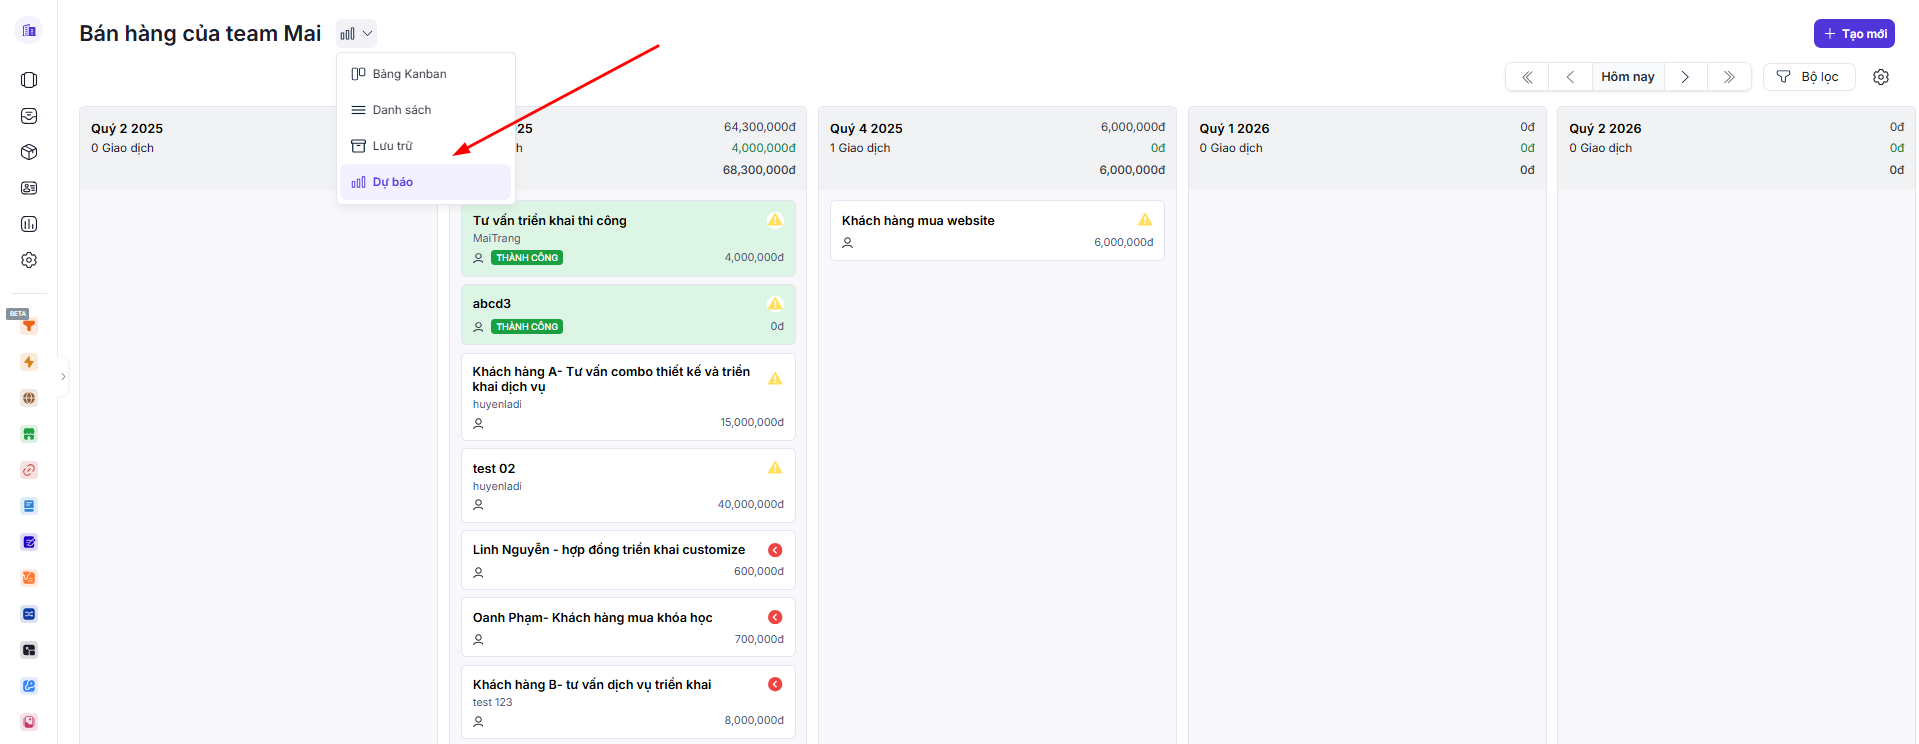 Bán hàng của team Mai
Tạo mới
Bảng Kanban
Danh sách
Lưu trữ
Dự báo
Hôm nay
Bộ lọc
BETA
Quý 2 2025
0 Giao dịch
25
64,300,000đ
h
4,000,000đ
68,300,000đ
Tư vấn triển khai thi công
MaiTrang
THÀNH CÔNG
4,000,000đ
abcd3
THÀNH CÔNG
0đ
Khách hàng A- Tư vấn combo thiết kế và triển
khai dịch vụ
huyenladi
15,000,000đ
test 02
huyenladi
40,000,000đ
Linh Nguyễn - hợp đồng triển khai customize
600,000đ
Oanh Phạm- Khách hàng mua khóa học
700,000đ
Khách hàng B- tư vấn dịch vụ triển khai
test 123
8,000,000đ
Quý 4 2025
6,000,000đ
1 Giao dịch
0đ
6,000,000đ
Khách hàng mua website
6,000,000đ
Quý 1 2026
0đ
0 Giao dịch
0đ
0đ
Quý 2 2026
0đ
0 Giao dịch
0đ
0đ